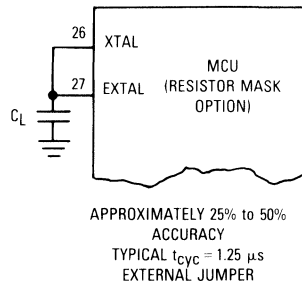 26
XTAL
MCU
(RESISTOR MASK
OPTION)
27
EXTAL
CL
APPROXIMATELY 25% to 50%
ACCURACY
TYPICAL tcyc = 1.25 μs
EXTERNAL JUMPER